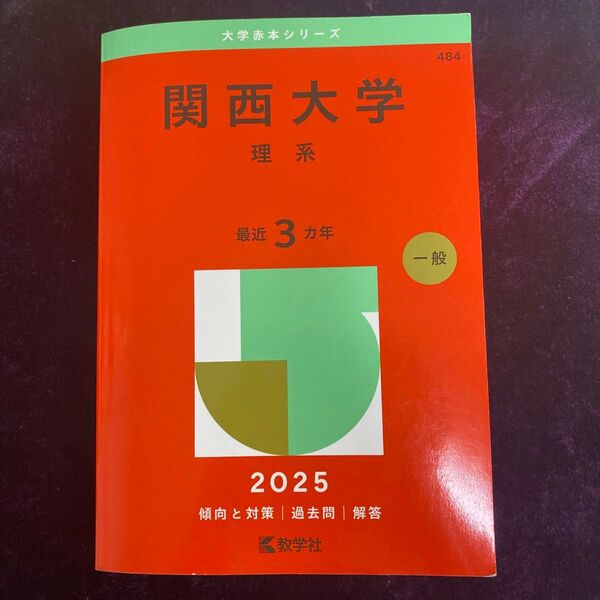 大学赤本シリーズ
484
関西大学
理系
最近3カ年
一般
2025
傾向と対策|過去問|解答
教学社